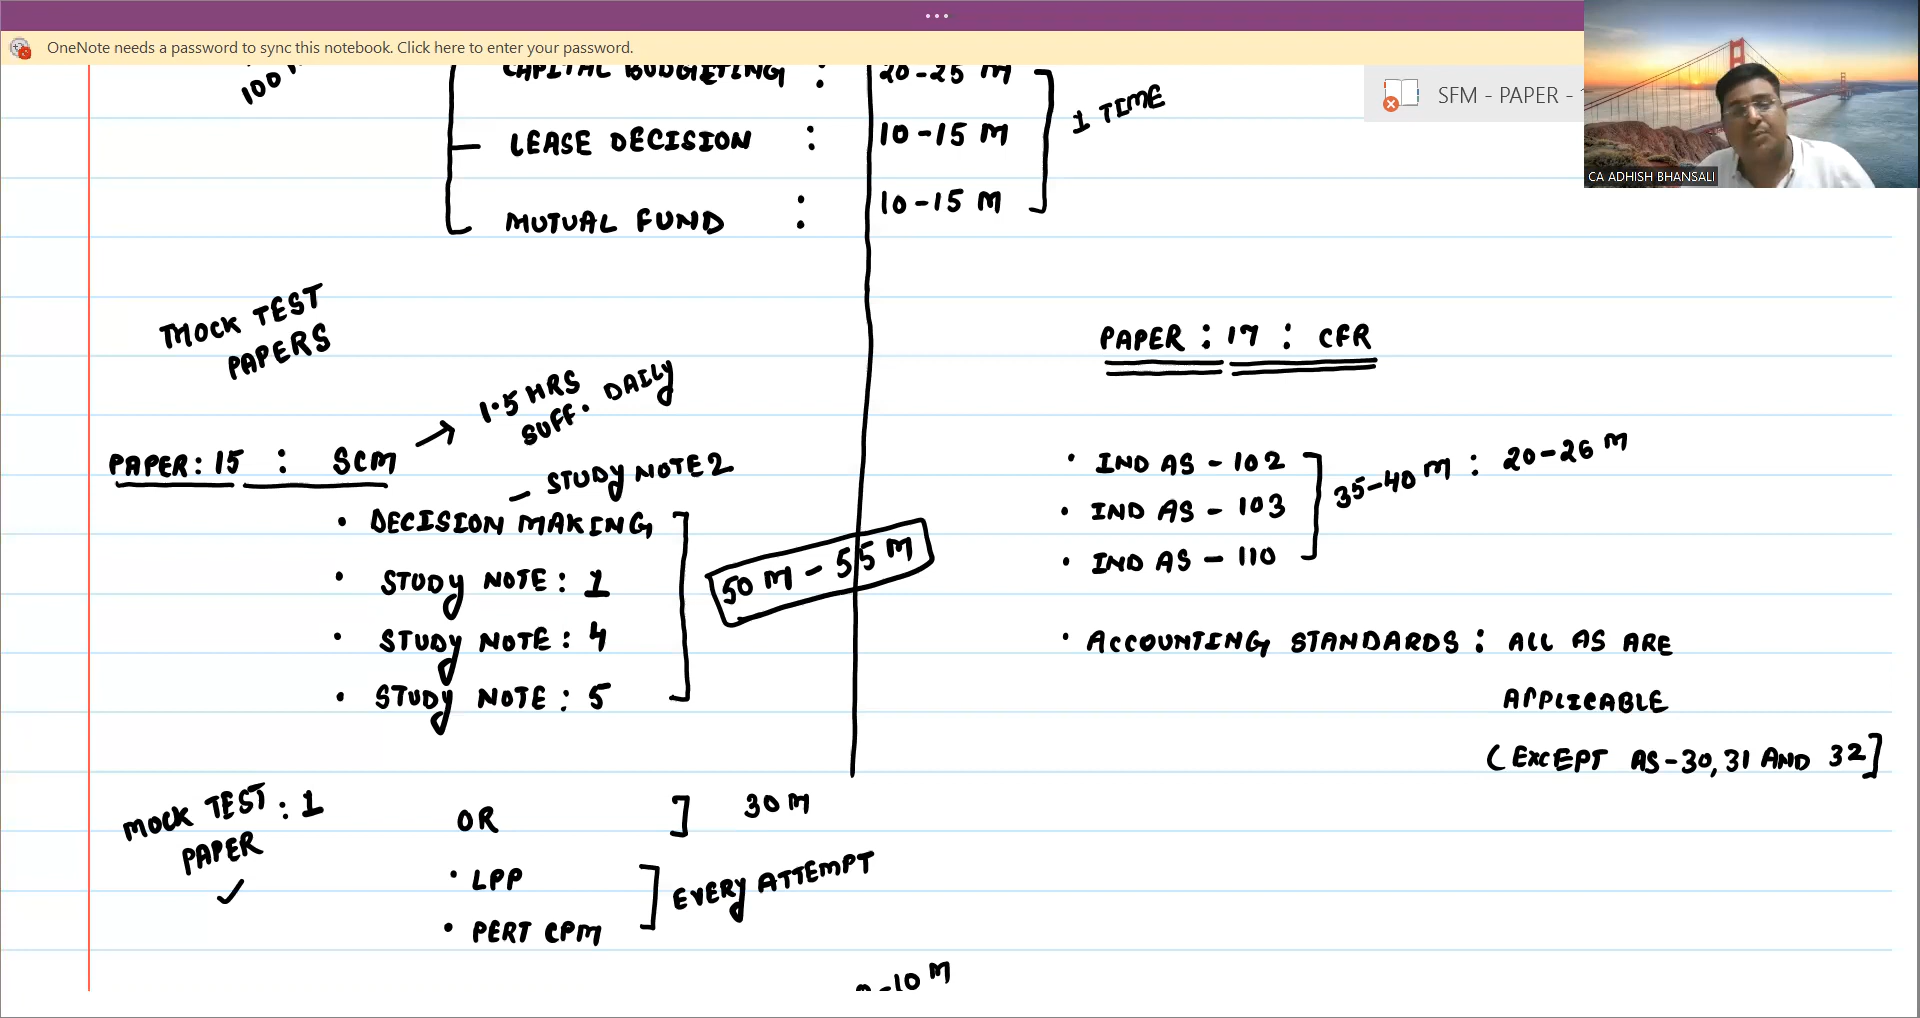 OneNote needs a password to sync this notebook. Click here to enter your password.
SFM - PAPER -
CA ADHISH BHANSALI
CAPITAL BUDGETING : 20-25 M
LEASE DECISION : 10-15 M
MUTUAL FUND : 10-15 M
1 TIME
MOCK TEST
PAPERS
PAPER : 15 : SCM
1.5 HRS
SUFF. DAILY
- STUDY NOTE 2
• DECISION MAKING
• STUDY NOTE : 1
• STUDY NOTE : 4
• STUDY NOTE : 5
50 M - 55 M
MOCK TEST : 1
PAPER
OR ] 30 M
• LPP
• PERT CPM
EVERY ATTEMPT
-10 M
PAPER : 17 : CFR
• IND AS - 102
• IND AS - 103
• IND AS - 110
35-40 M : 20-26 M
• ACCOUNTING STANDARDS : ALL AS ARE
APPLICABLE
(EXCEPT AS-30, 31 AND 32]